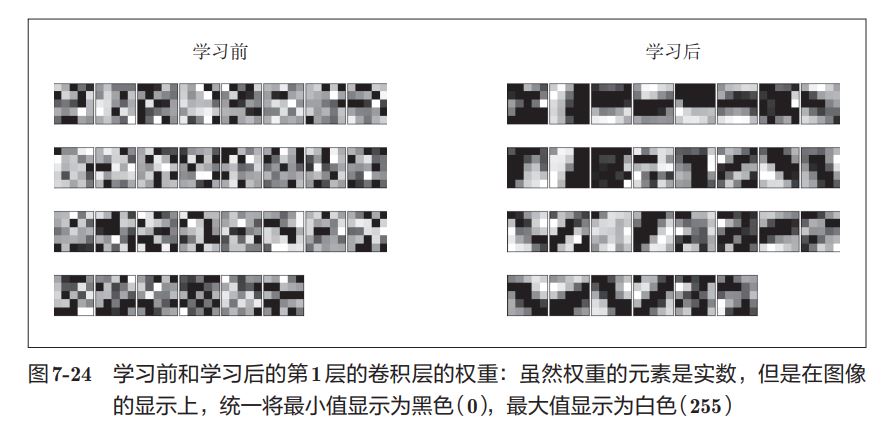 学习前
学习后
图7-24 学习前和学习后的第1层的卷积层的权重：虽然权重的元素是实数，但是在图像
的显示上，统一将最小值显示为黑色（0），最大值显示为白色（255）